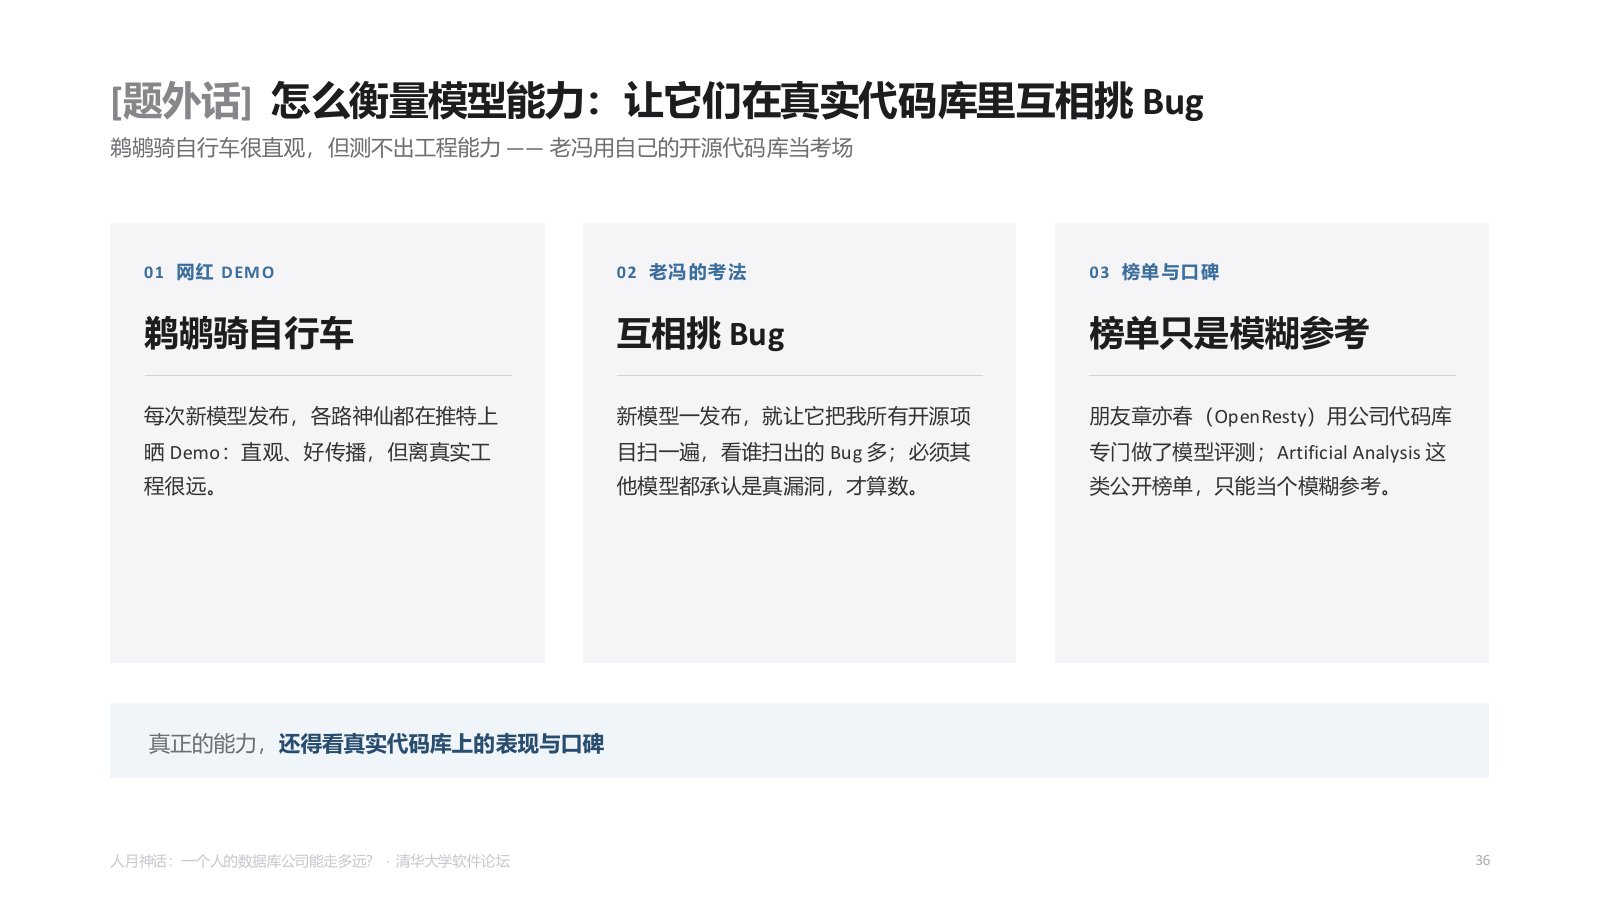 [题外话] 怎么衡量模型能力：让它们在真实代码库里互相挑 Bug
鹈鹕骑自行车很直观，但测不出工程能力 —— 老冯用自己的开源代码库当考场
01 网红 DEMO
鹈鹕骑自行车
每次新模型发布，各路神仙都在推特上
晒 Demo：直观、好传播，但离真实工
程很远。
02 老冯的考法
互相挑 Bug
新模型一发布，就让它把我所有开源项
目扫一遍，看谁扫出的 Bug 多；必须其
他模型都承认是真漏洞，才算数。
03 榜单与口碑
榜单只是模糊参考
朋友章亦春（OpenResty）用公司代码库
专门做了模型评测；Artificial Analysis 这
类公开榜单，只能当个模糊参考。
真正的能力，还得看真实代码库上的表现与口碑
人月神话：一个人的数据库公司能走多远？ · 清华大学软件论坛
36